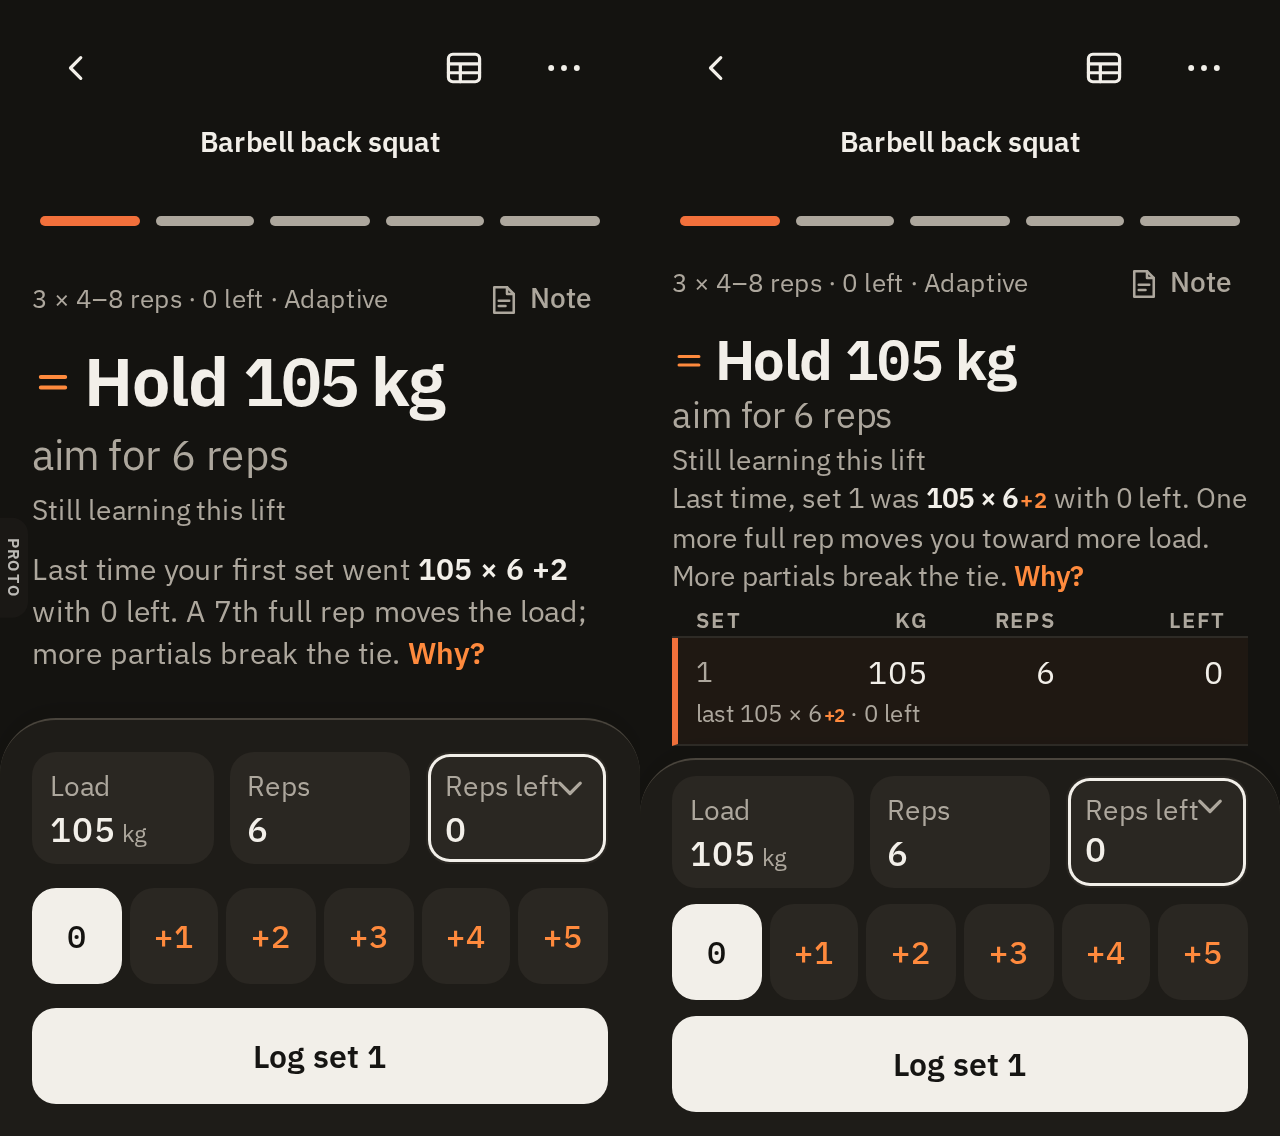 Barbell back squat
3 × 4–8 reps · 0 left · Adaptive
Note
= Hold 105 kg
aim for 6 reps
Still learning this lift
PROTO
Last time your first set went 105 × 6 +2
with 0 left. A 7th full rep moves the load;
more partials break the tie. Why?
Load
105 kg
Reps
6
Reps left
0
0 +1 +2 +3 +4 +5
Log set 1
Barbell back squat
3 × 4–8 reps · 0 left · Adaptive
Note
= Hold 105 kg
aim for 6 reps
Still learning this lift
Last time, set 1 was 105 × 6+2 with 0 left. One
more full rep moves you toward more load.
More partials break the tie. Why?
SET KG REPS LEFT
1 105 6 0
last 105 × 6+2 · 0 left
Load
105 kg
Reps
6
Reps left
0
0 +1 +2 +3 +4 +5
Log set 1